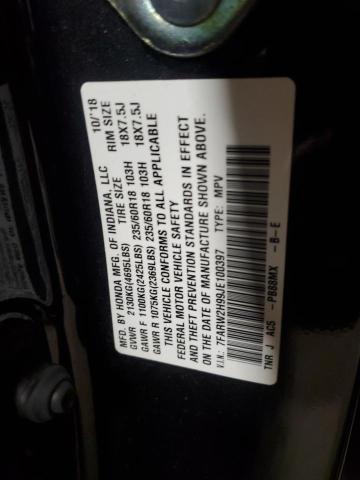 MFD. BY HONDA MFG. OF INDIANA, LLC 10/'18
TIRE SIZE RIM SIZE
GVWR 2130KG(4695LBS)
GAWR F 1100KG(2425LBS) 235/60R18 103H 18X7.5J
GAWR R 1075KG(2369LBS) 235/60R18 103H 18X7.5J
THIS VEHICLE CONFORMS TO ALL APPLICABLE
FEDERAL MOTOR VEHICLE SAFETY
AND THEFT PREVENTION STANDARDS IN EFFECT
ON THE DATE OF MANUFACTURE SHOWN ABOVE.
V.I.N.: 7FARW2H99JE100397 TYPE: MPV
TNR J AC5 -PB88MX -B-E